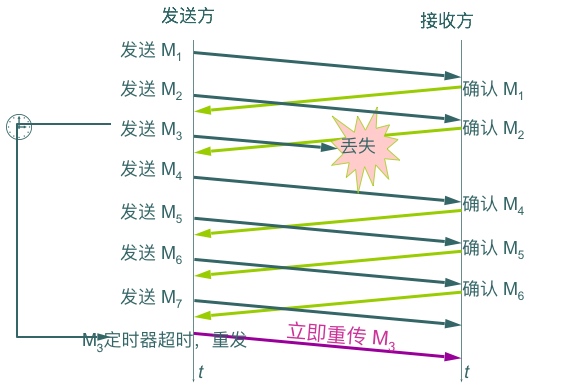 发送方
接收方
发送 M1
发送 M2
确认 M1
发送 M3
确认 M2
丢失
发送 M4
确认 M4
发送 M5
确认 M5
发送 M6
确认 M6
发送 M7
M3定时器超时，重发
立即重传 M3
t
t